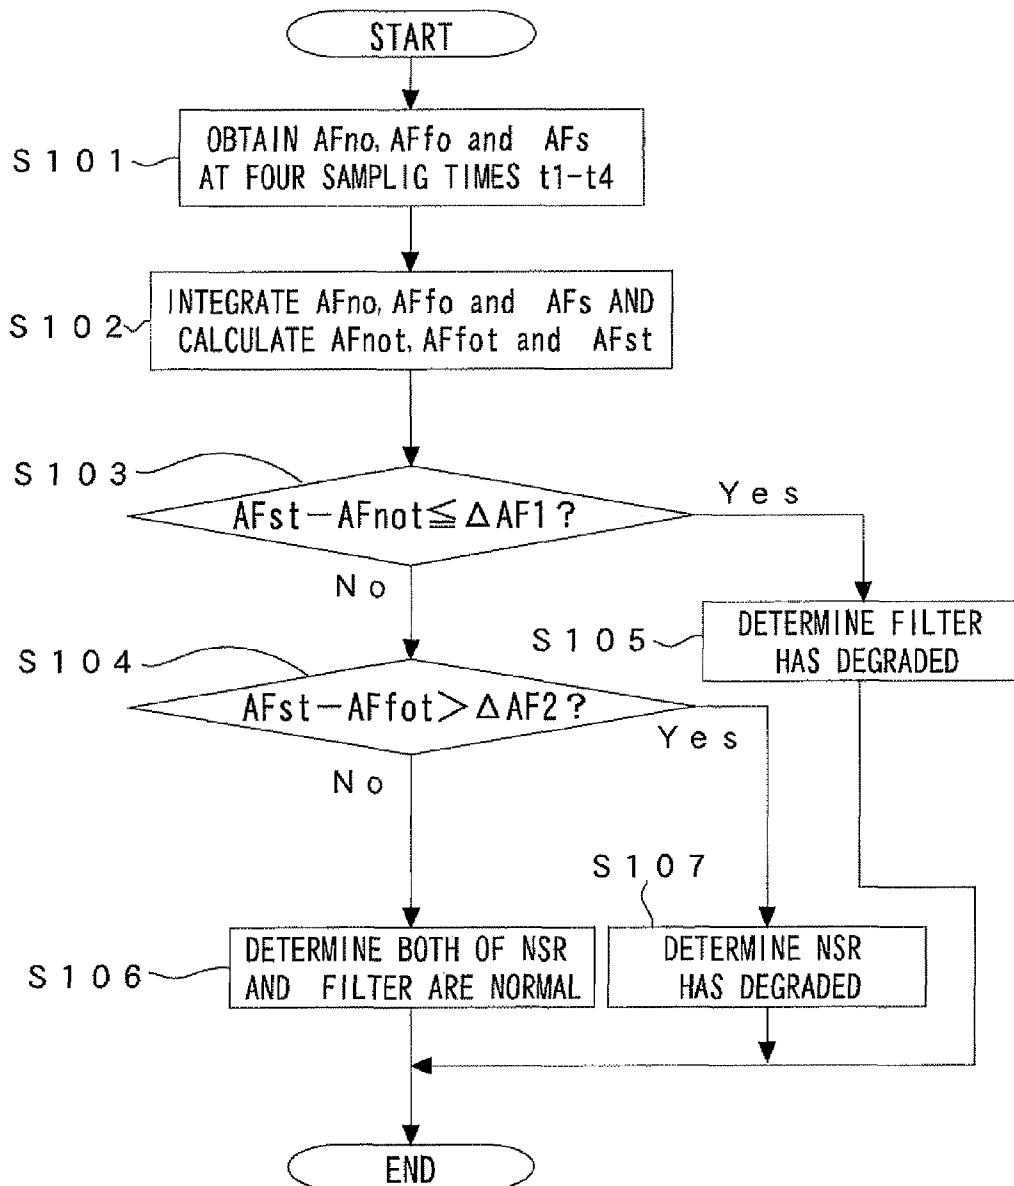 START
S101
OBTAIN AFno, AFfo and AFs
AT FOUR SAMPLIG TIMES t1-t4
S102
INTEGRATE AFno, AFfo and AFs AND
CALCULATE AFnot, AFfot and AFst
S103
AFst-AFnot≦ΔAF1?
Yes
No
S105
DETERMINE FILTER
HAS DEGRADED
S104
AFst-AFfot>ΔAF2?
Yes
No
S107
S106
DETERMINE BOTH OF NSR
AND FILTER ARE NORMAL
DETERMINE NSR
HAS DEGRADED
END